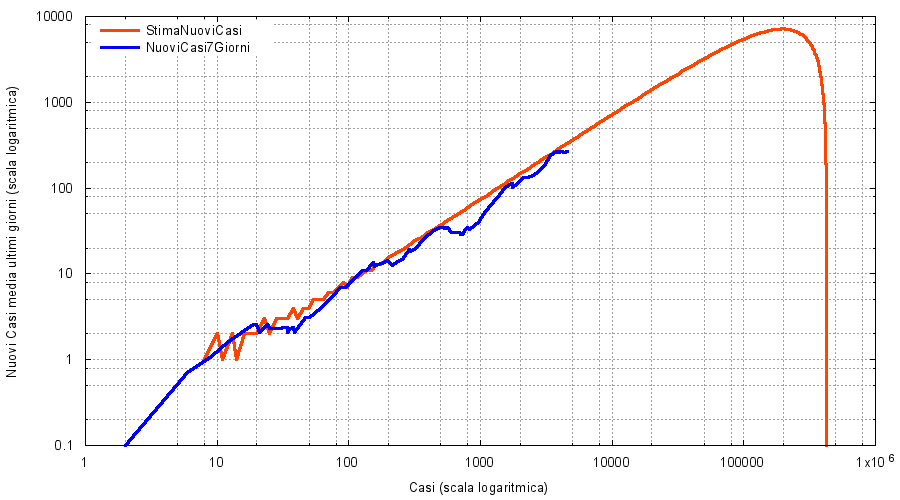 StimaNuoviCasi
NuoviCasi7Giorni
Nuovi Casi media ultimi giorni (scala logaritmica)
10000
1000
100
10
1
0.1
1 10 100 1000 10000 100000 1x10 6
Casi (scala logaritmica)